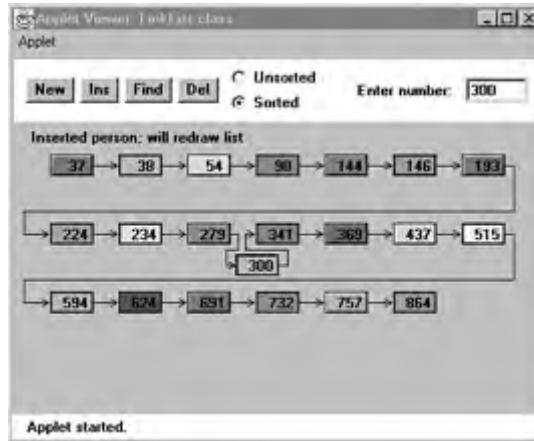 Applet Viewer: LinkList.class
Applet
New Ins Find Del
Unsorted
Sorted
Enter number: 300
Inserted person; will redraw list
37 38 54 90 144 146 193
224 234 279 341 369 437 515
300
594 624 691 732 757 864
Applet started.